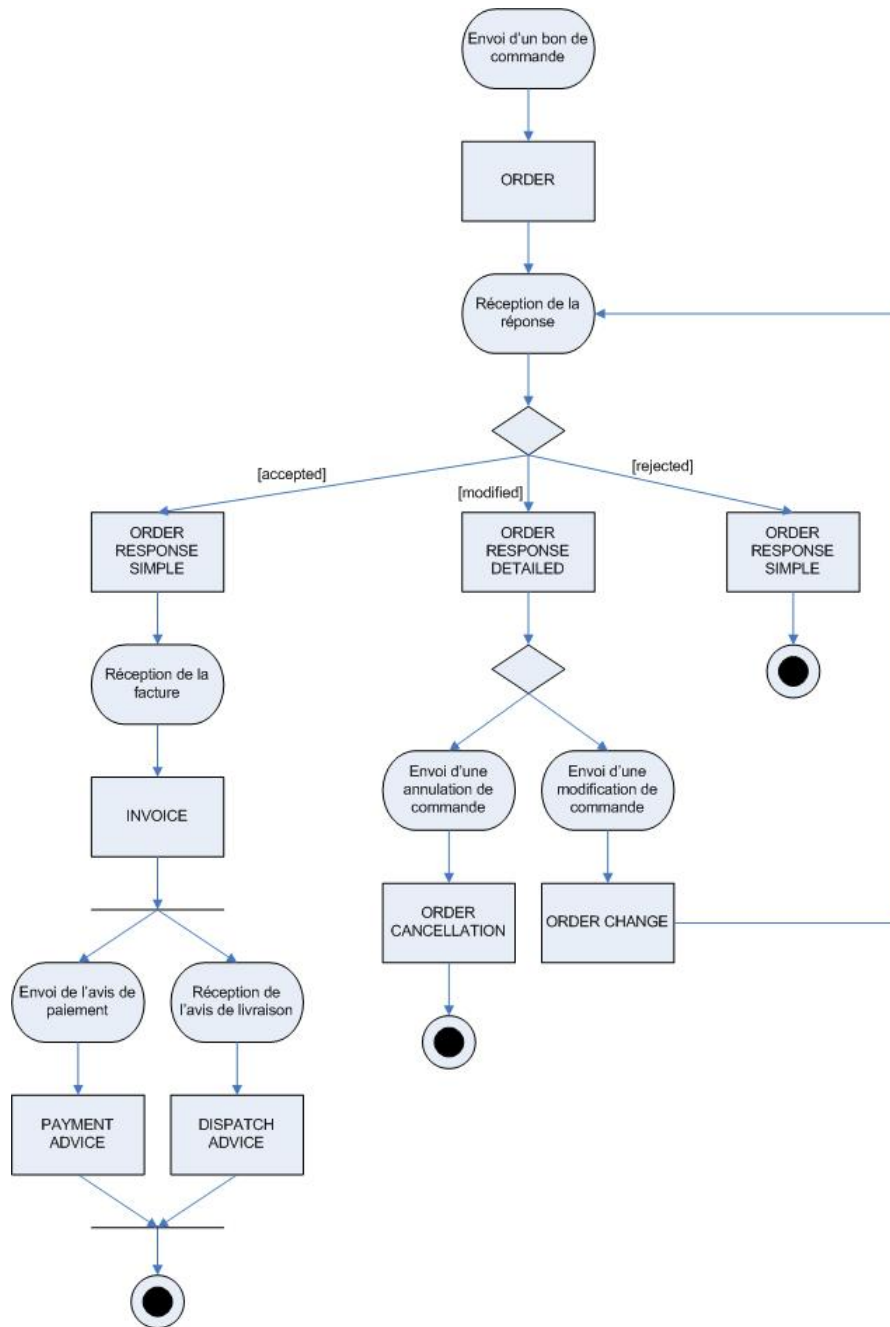 Envoi d'un bon de
commande
ORDER
Réception de la
réponse
[accepted]
[modified]
[rejected]
ORDER
RESPONSE
SIMPLE
ORDER
RESPONSE
DETAILED
ORDER
RESPONSE
SIMPLE
Réception de la
facture
Envoi d'une
annulation de
commande
Envoi d'une
modification de
commande
INVOICE
ORDER
CANCELLATION
ORDER CHANGE
Envoi de l'avis de
paiement
Réception de
l'avis de livraison
PAYMENT
ADVICE
DISPATCH
ADVICE